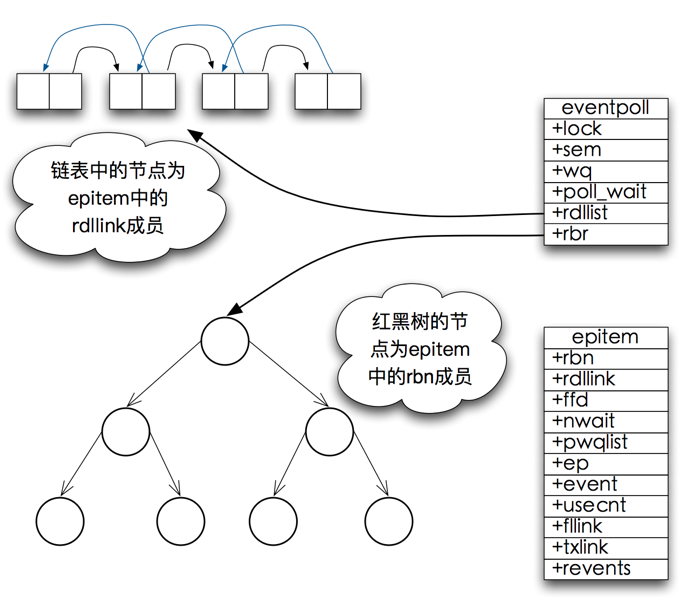 链表中的节点为
epitem中的
rdllink成员
eventpoll
+lock
+sem
+wq
+poll_wait
+rdllist
+rbr
红黑树的节
点为epitem
中的rbn成员
epitem
+rbn
+rdllink
+ffd
+nwait
+pwqlist
+ep
+event
+usecnt
+fllink
+txlink
+revents